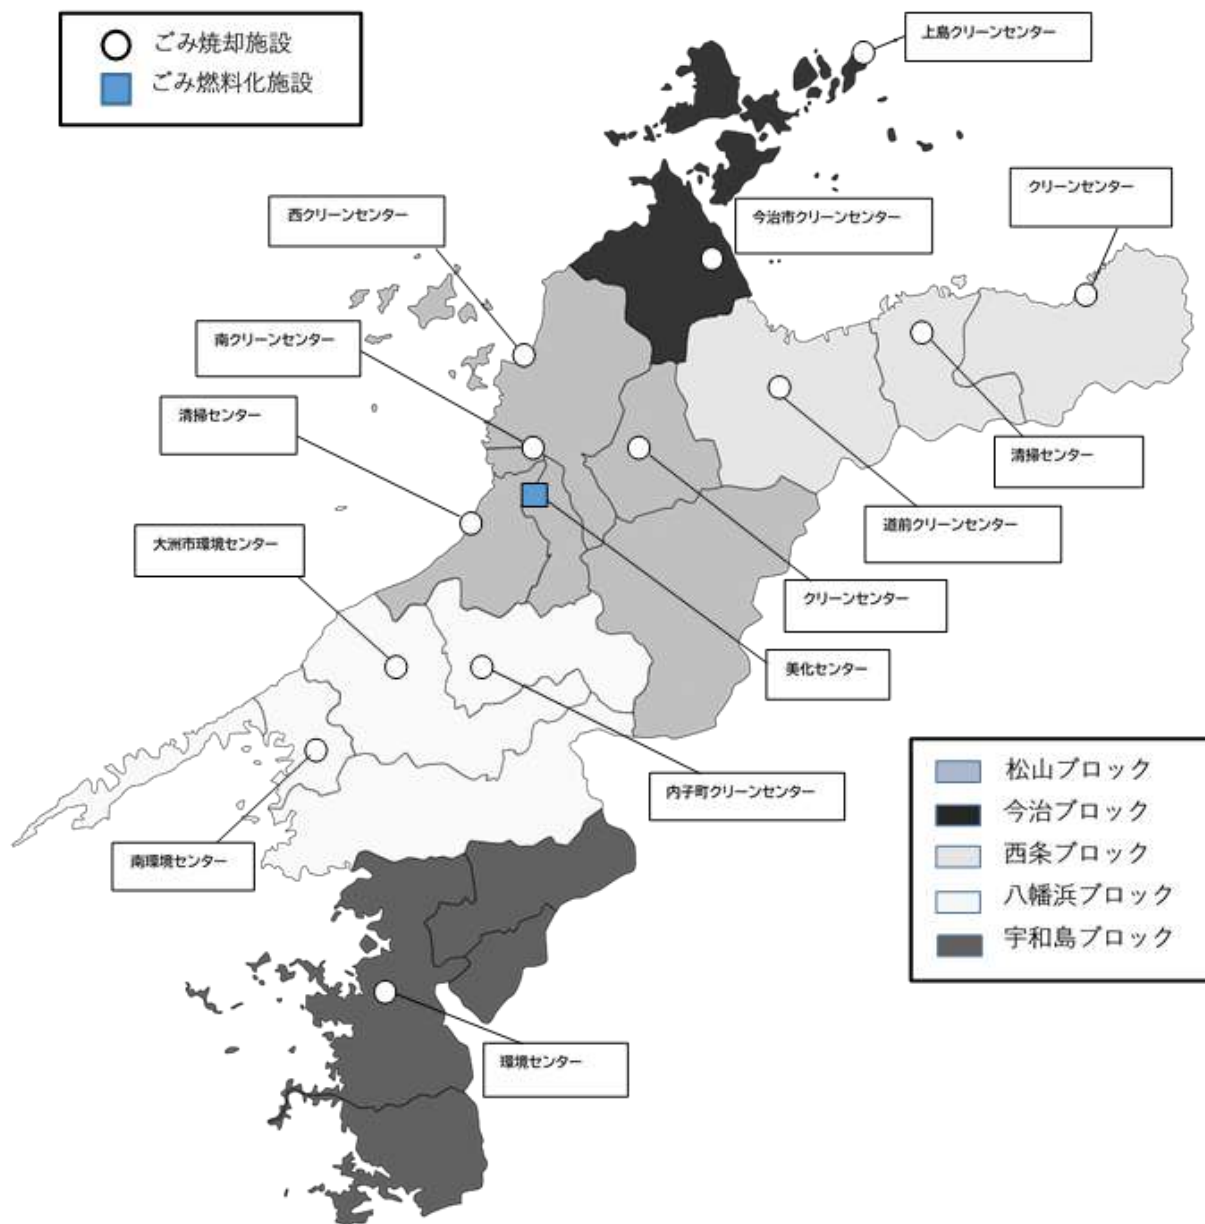 ごみ焼却施設
ごみ燃料化施設
上島クリーンセンター
クリーンセンター
西クリーンセンター
今治市クリーンセンター
南クリーンセンター
清掃センター
清掃センター
道前クリーンセンター
大洲市環境センター
クリーンセンター
美化センター
内子町クリーンセンター
南環境センター
環境センター
松山ブロック
今治ブロック
西条ブロック
八幡浜ブロック
宇和島ブロック